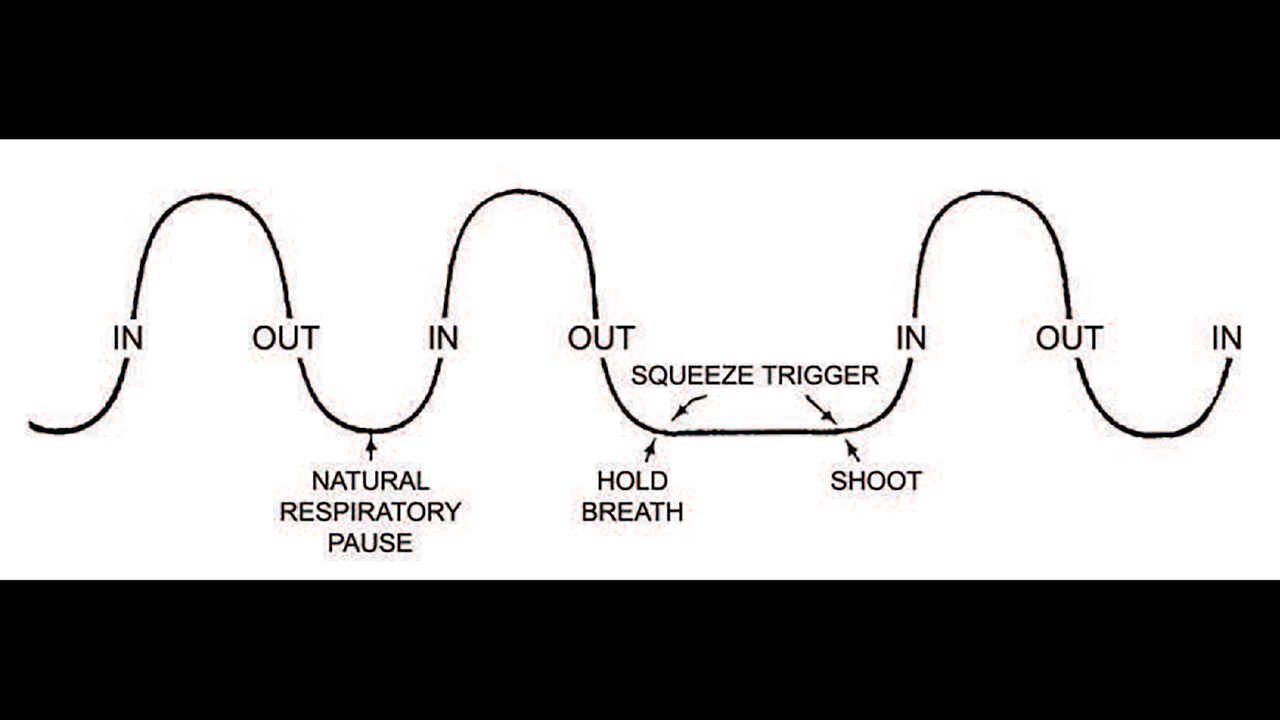 IN
OUT
IN
OUT
IN
OUT
IN
SQUEEZE TRIGGER
NATURAL
RESPIRATORY
PAUSE
HOLD
BREATH
SHOOT